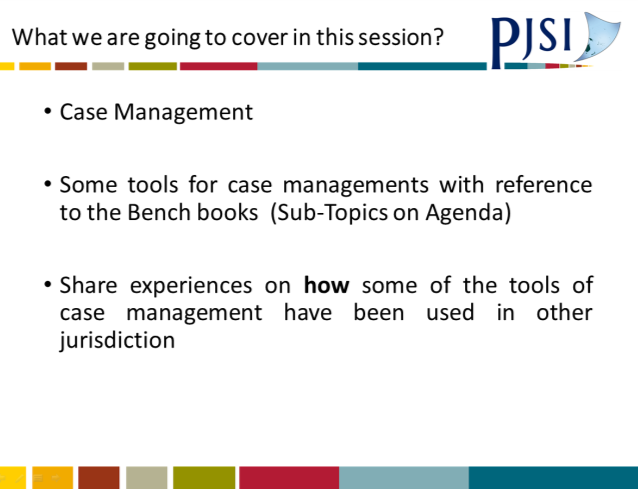 What we are going to cover in this session?
PJSI
• Case Management
• Some tools for case managements with reference
to the Bench books (Sub-Topics on Agenda)
• Share experiences on how some of the tools of
case management have been used in other
jurisdiction